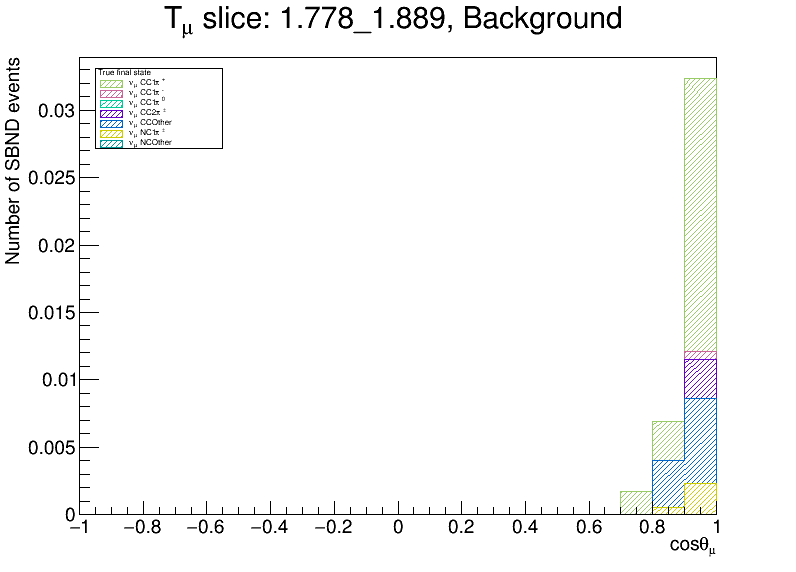 Tμ slice: 1.778_1.889, Background
Number of SBND events
True final state
νμ CC1π+
νμ CC1π-
νμ CC1π0
νμ CC2π±
νμ CCOther
νμ NC1π±
νμ NCOther
0.03
0.025
0.02
0.015
0.01
0.005
0
−1 −0.8 −0.6 −0.4 −0.2 0 0.2 0.4 0.6 0.8 1
cosθμ